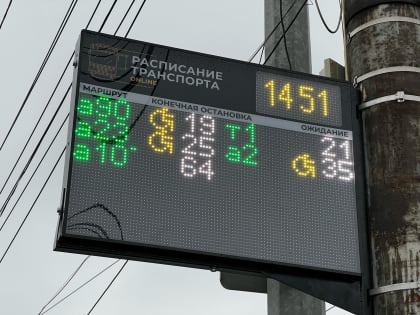 РАСПИСАНИЕ
ТРАНСПОРТА
ONLINE
1451
МАРШРУТ КОНЕЧНАЯ ОСТАНОВКА ОЖИДАНИЕ
а90 19 т1 21
а22 25 а2 35
а10 64